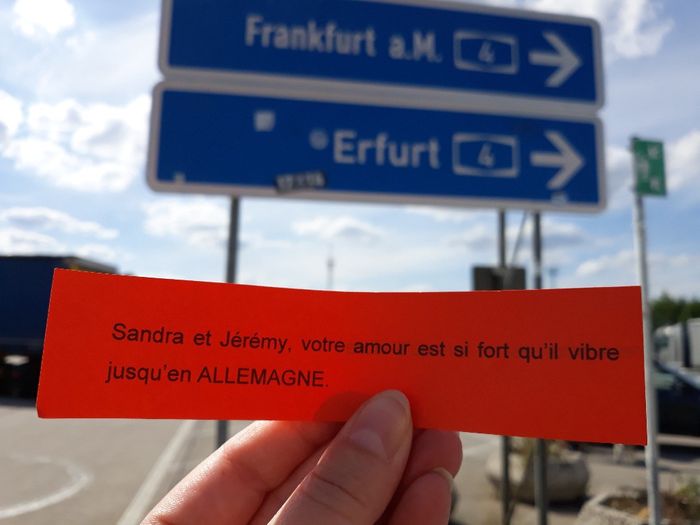 Frankfurt a.M. 4
Erfurt 4
Sandra et Jérémy, votre amour est si fort qu'il vibre
jusqu'en ALLEMAGNE.